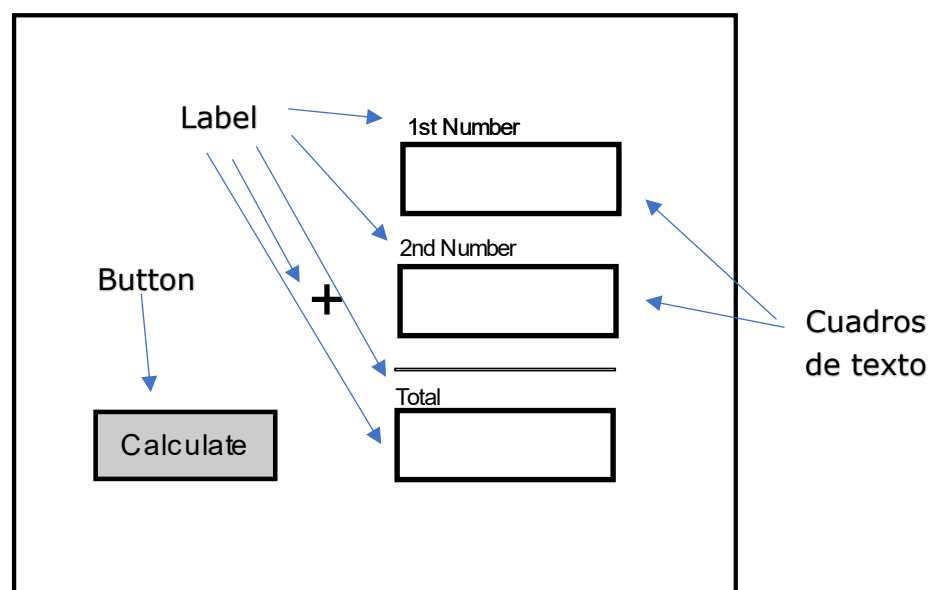 Label
1st Number
2nd Number
Button
+
Cuadros
de texto
Total
Calculate